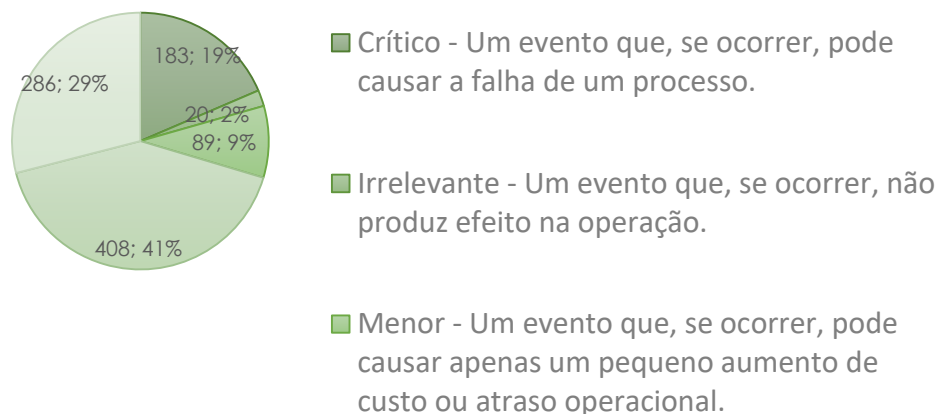 183; 19%
286; 29%
20; 2%
89; 9%
408; 41%
Crítico - Um evento que, se ocorrer, pode
causar a falha de um processo.
Irrelevante - Um evento que, se ocorrer, não
produz efeito na operação.
Menor - Um evento que, se ocorrer, pode
causar apenas um pequeno aumento de
custo ou atraso operacional.